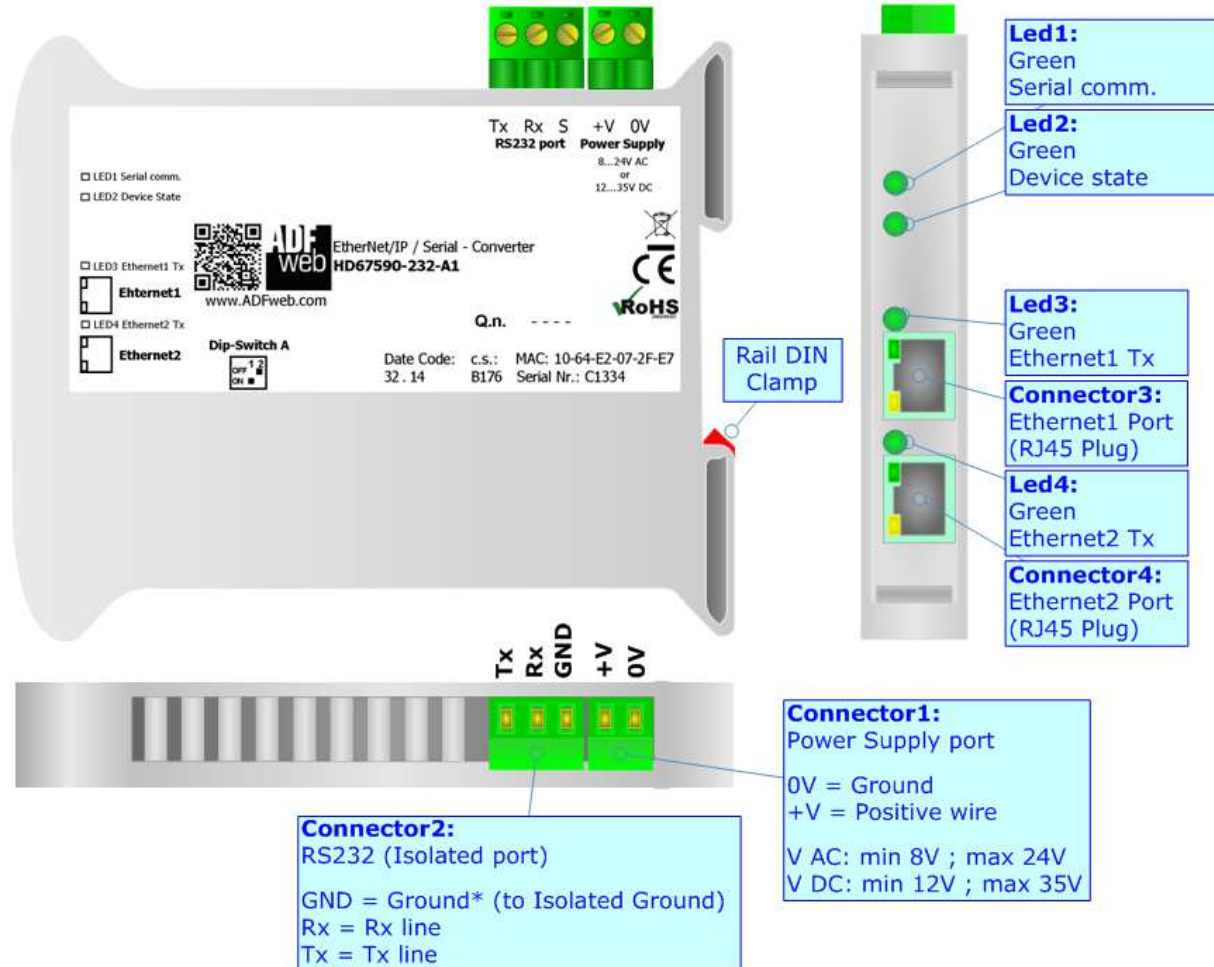 Tx Rx S +V 0V
RS232 port Power Supply
8...24V AC
or
12...35V DC
LED1 Serial comm.
LED2 Device State
ADF
web
EtherNet/IP / Serial - Converter
HD67590-232-A1
www.ADFweb.com
LED3 Ethernet1 Tx
Ehternet1
LED4 Ethernet2 Tx
Ethernet2
CE
RoHS
Q.n. - - - -
Dip-Switch A
1 2
OFF
ON
Date Code: c.s.: MAC: 10-64-E2-07-2F-E7
32 . 14 B176 Serial Nr.: C1334
Rail DIN
Clamp
Led1:
Green
Serial comm.
Led2:
Green
Device state
Led3:
Green
Ethernet1 Tx
Connector3:
Ethernet1 Port
(RJ45 Plug)
Led4:
Green
Ethernet2 Tx
Connector4:
Ethernet2 Port
(RJ45 Plug)
Tx Rx GND +V 0V
Connector1:
Power Supply port
0V = Ground
+V = Positive wire
V AC: min 8V ; max 24V
V DC: min 12V ; max 35V
Connector2:
RS232 (Isolated port)
GND = Ground* (to Isolated Ground)
Rx = Rx line
Tx = Tx line